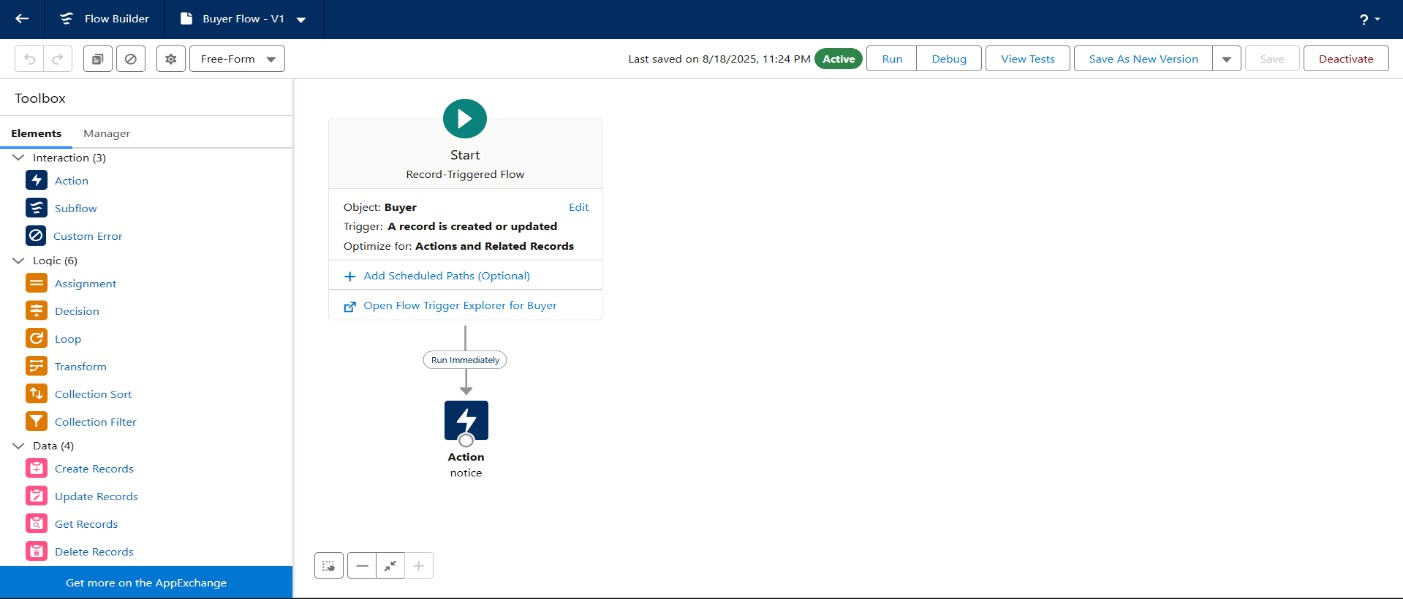 Flow Builder
Buyer Flow - V1
?
Free-Form
Last saved on 8/18/2025, 11:24 PM
Active
Run
Debug
View Tests
Save As New Version
Save
Deactivate
Toolbox
Elements
Manager
Interaction (3)
Action
Subflow
Custom Error
Logic (6)
Assignment
Decision
Loop
Transform
Collection Sort
Collection Filter
Data (4)
Create Records
Update Records
Get Records
Delete Records
Get more on the AppExchange
Start
Record-Triggered Flow
Object: Buyer
Edit
Trigger: A record is created or updated
Optimize for: Actions and Related Records
Add Scheduled Paths (Optional)
Open Flow Trigger Explorer for Buyer
Run Immediately
Action
notice